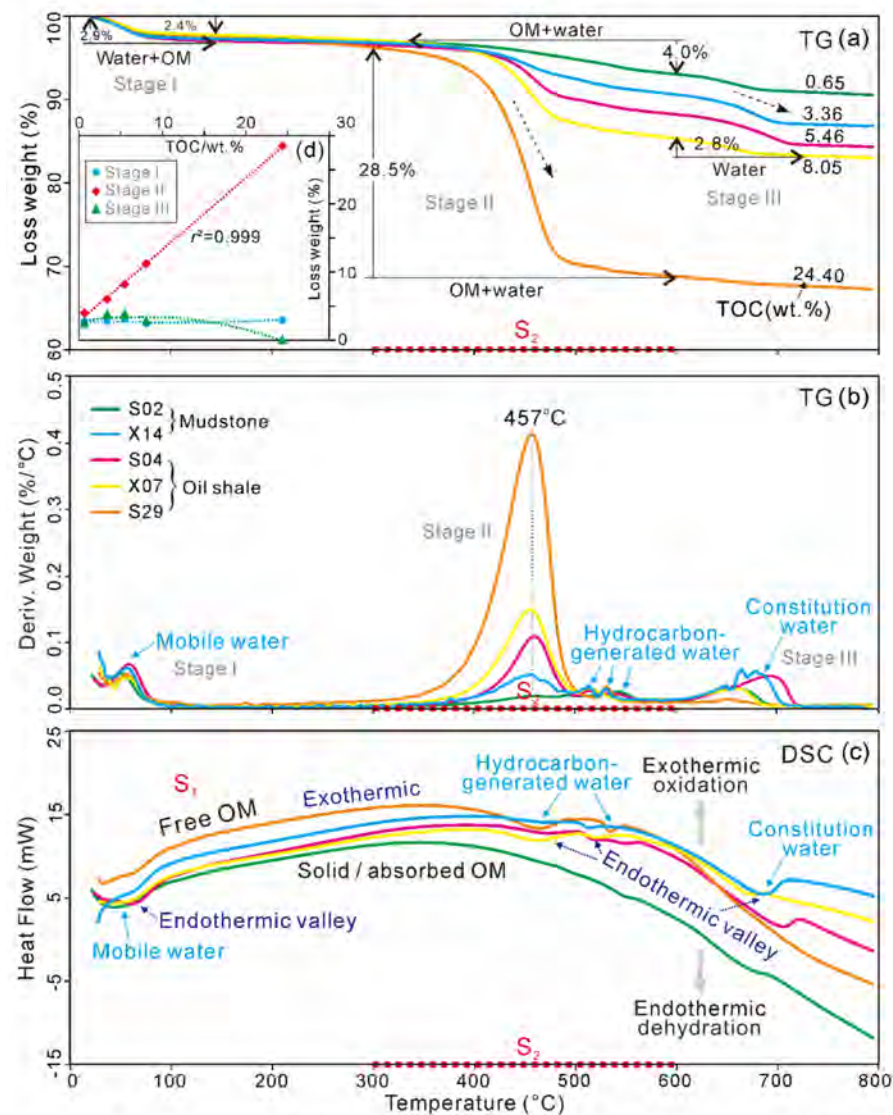 TG (a)
100
90
80
70
60
Loss weight (%)
2.9%
2.4%
Water+OM
Stage I
OM+water
4.0%
0.65
3.36
5.46
8.05
2.8%
Water
Stage III
28.5%
Stage II
OM+water
24.40
TOC(wt.%)
S₂
0 10 20 30
TOC/wt.%
(d)
Stage I
Stage II
Stage III
r²=0.999
20
10
0
Loss weight (%)
TG (b)
0.5
0.4
0.3
0.2
0.1
0.0
Deriv. Weight (%/°C)
S02
X14
Mudstone
S04
X07
S29
Oil shale
457°C
Stage II
Mobile water
Stage I
Hydrocarbon-
generated water
Constitution
water
Stage III
DSC (c)
25
15
5
-5
-15
Heat Flow (mW)
S₁
Free OM
Exothermic
Hydrocarbon-
generated water
Exothermic
oxidation
Constitution
water
Solid / absorbed OM
Endothermic valley
Endothermic valley
Mobile water
Endothermic
dehydration
S₂
0 100 200 300 400 500 600 700 800
Temperature (°C)